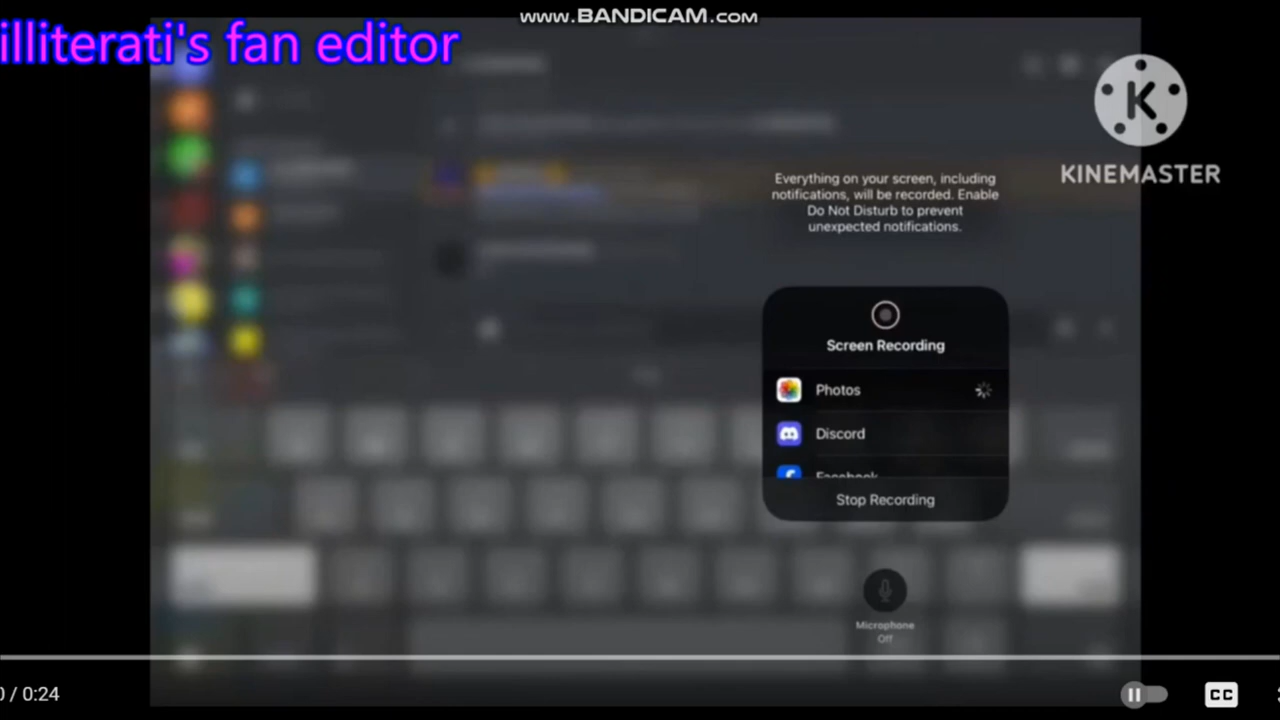 www.BANDICAM.com
illiterati's fan editor
K
KINEMASTER
Everything on your screen, including
notifications, will be recorded. Enable
Do Not Disturb to prevent
unexpected notifications.
Screen Recording
Photos
Discord
Facebook
Stop Recording
Microphone
Off
/ 0:24
CC